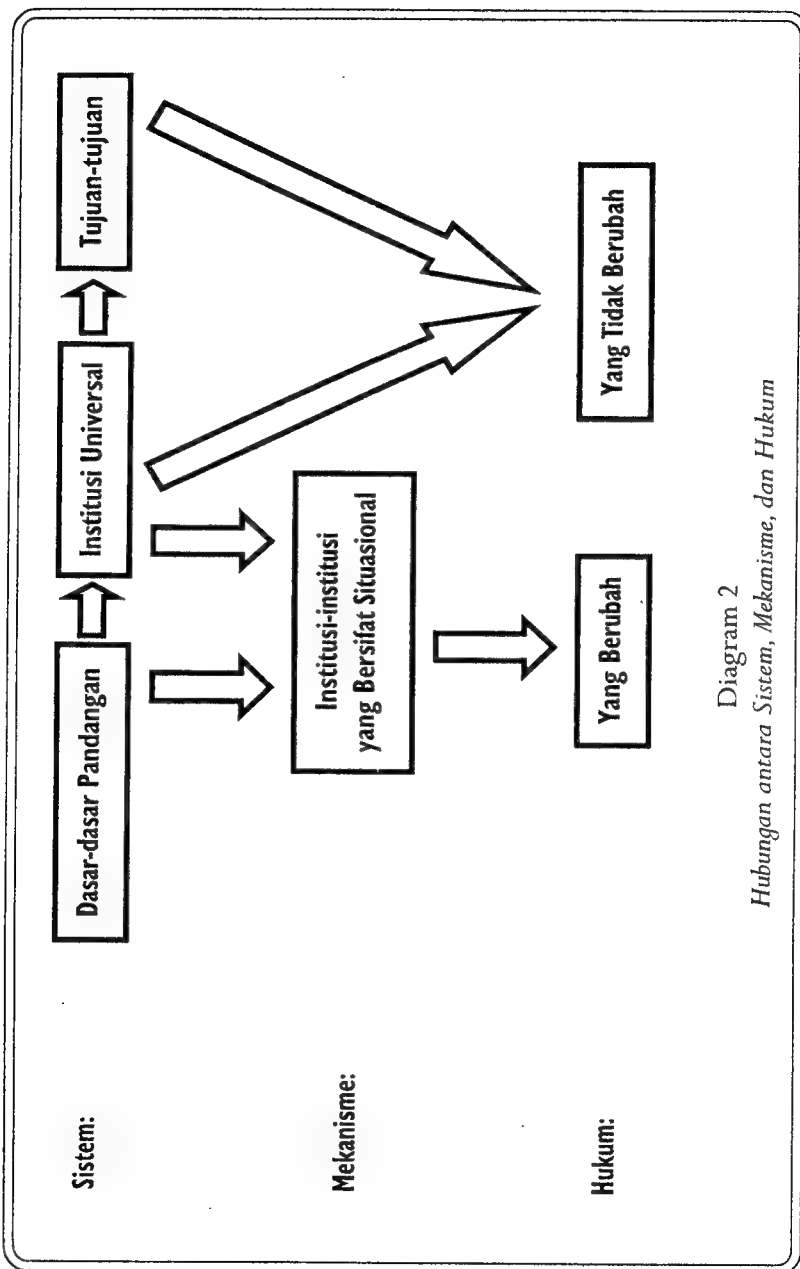 Sistem:
Dasar-dasar Pandangan
Institusi Universal
Tujuan-tujuan
Mekanisme:
Institusi-institusi
yang Bersifat Situasional
Hukum:
Yang Berubah
Yang Tidak Berubah
Diagram 2
Hubungan antara Sistem, Mekanisme, dan Hukum